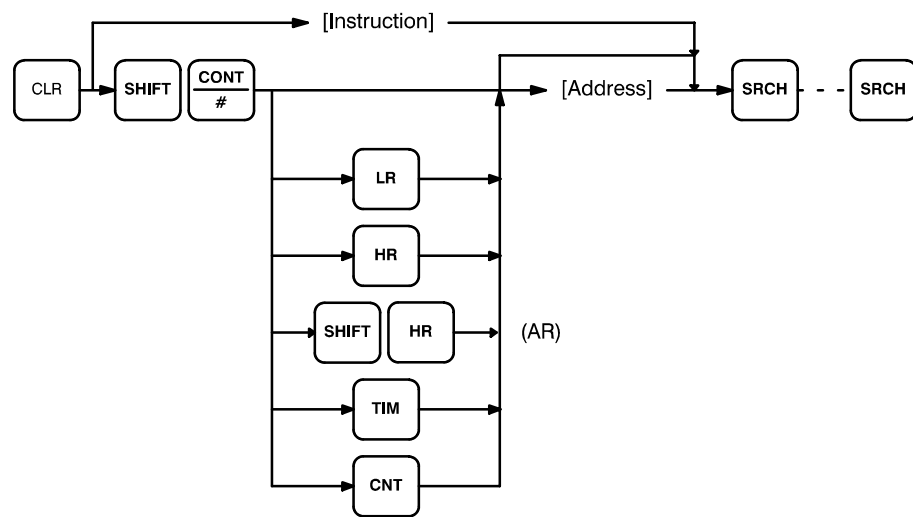 [Instruction]
CLR
SHIFT
CONT
#
[Address]
SRCH
SRCH
LR
HR
SHIFT
HR
(AR)
TIM
CNT